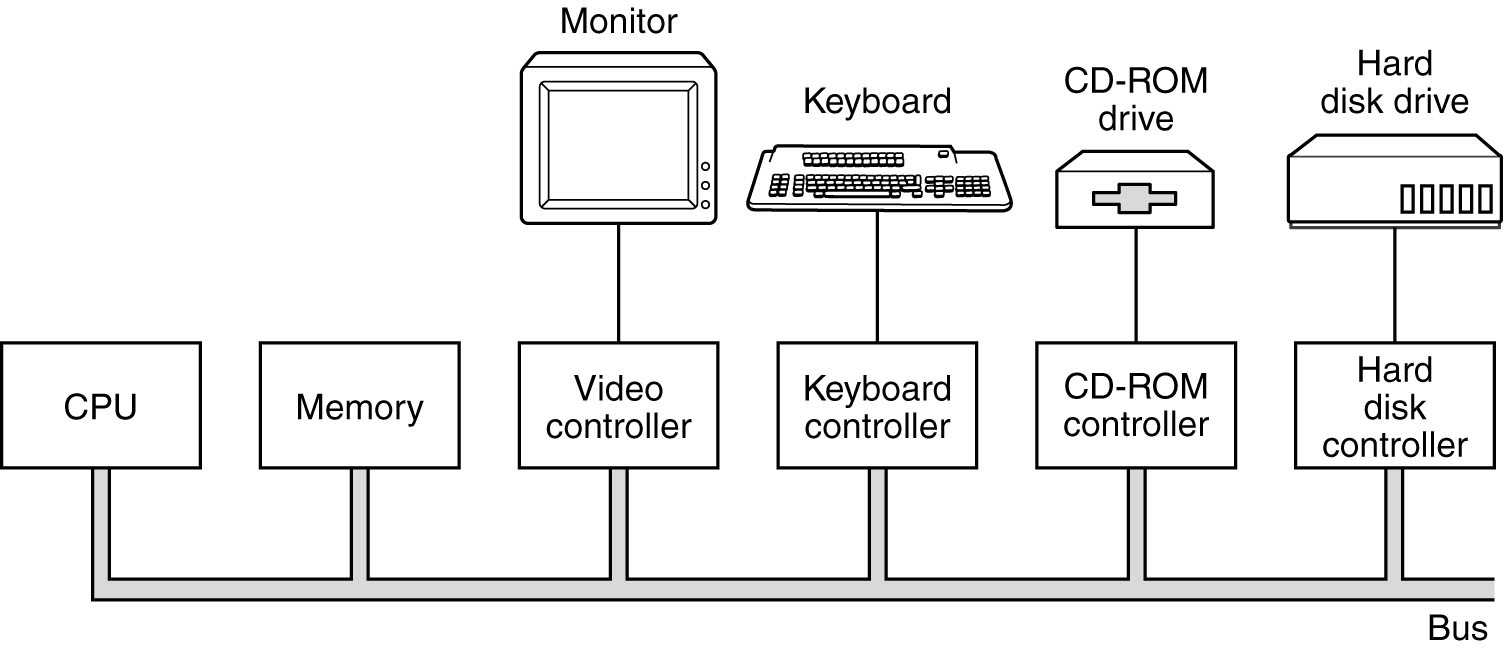 Monitor
Keyboard
CD-ROM
drive
Hard
disk drive
CPU
Memory
Video
controller
Keyboard
controller
CD-ROM
controller
Hard
disk
controller
Bus